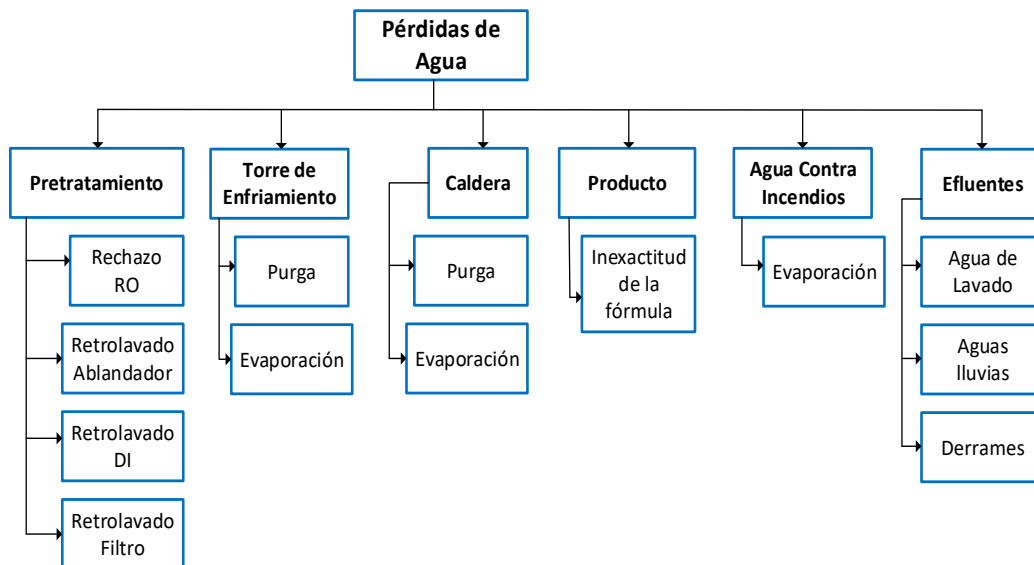 Pérdidas de
Agua
Pretratamiento
Torre de
Enfriamiento
Caldera
Producto
Agua Contra
Incendios
Efluentes
Rechazo
RO
Retrolavado
Ablandador
Retrolavado
DI
Retrolavado
Filtro
Purga
Evaporación
Purga
Evaporación
Inexactitud
de la
fórmula
Evaporación
Agua de
Lavado
Aguas
lluvias
Derrames